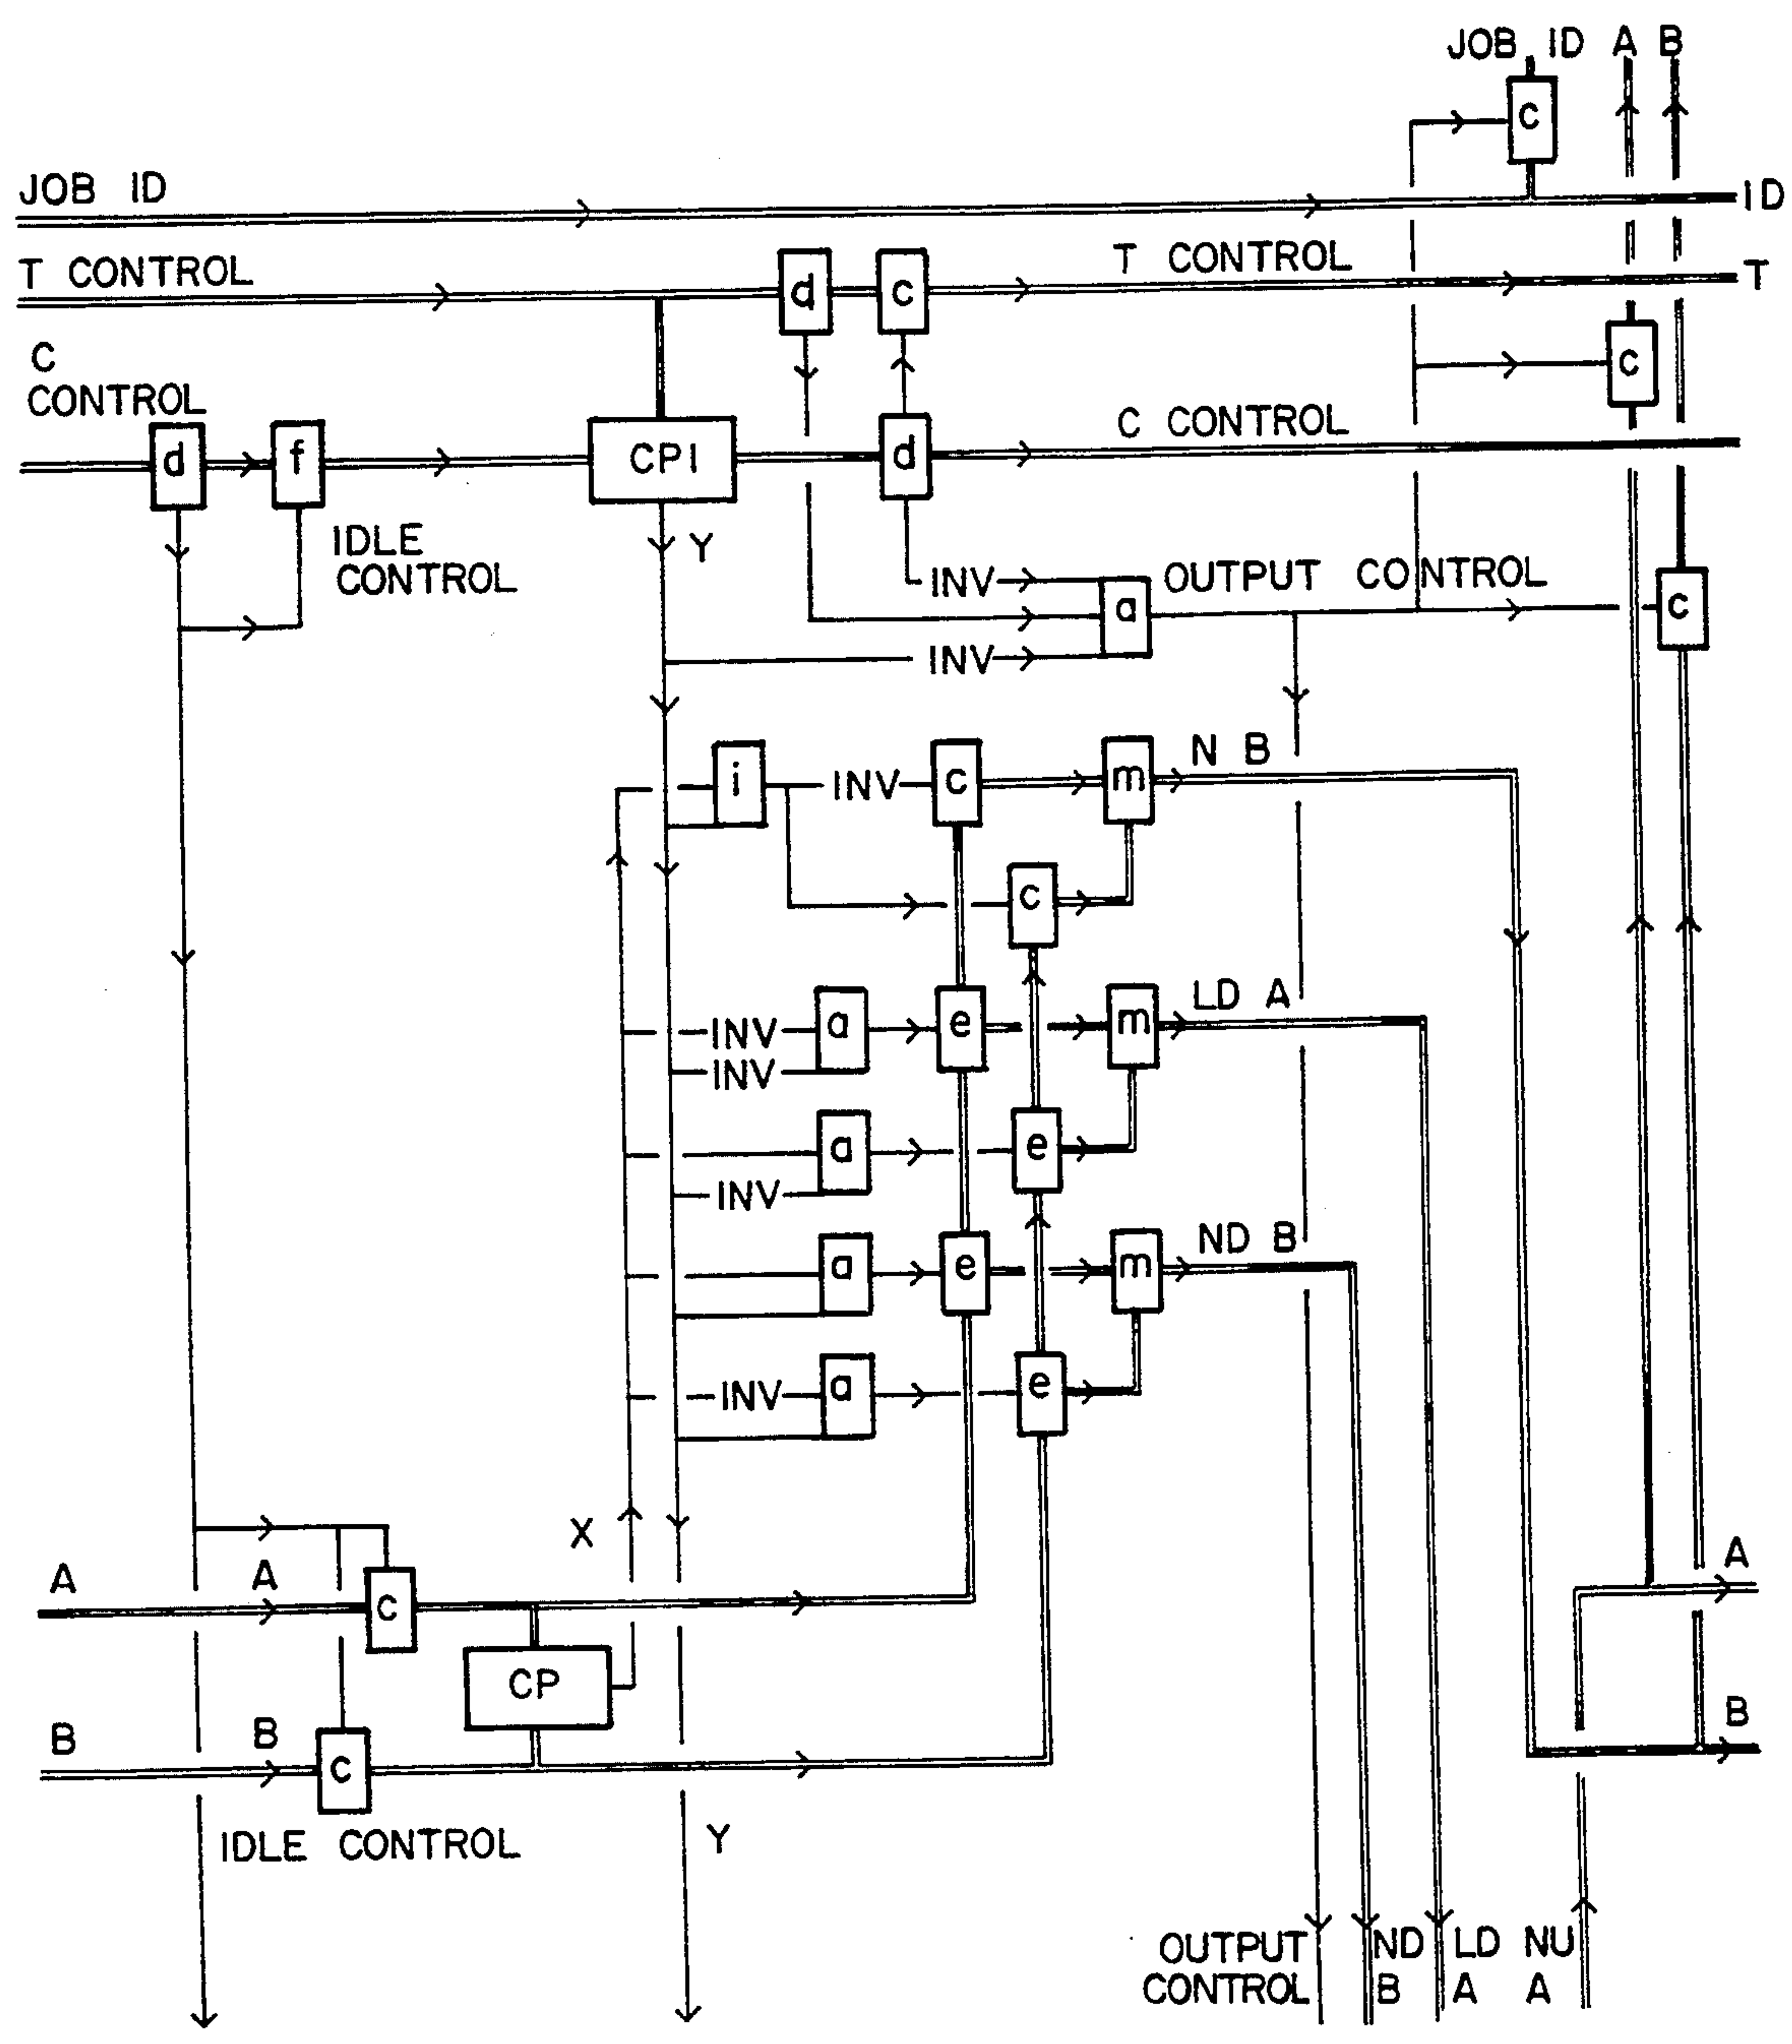 JOB ID A B
c
JOB ID
ID
T CONTROL
d
c
T CONTROL
T
c
C
CONTROL
d
f
CPI
d
C CONTROL
IDLE
CONTROL
Y
INV
a
OUTPUT CONTROL
c
INV
i
INV
c
m
N B
c
INV
a
e
m
LD A
INV
a
e
INV
a
e
m
ND B
INV
a
e
X
A
A
c
A
CP
B
B
c
B
IDLE CONTROL
Y
OUTPUT
CONTROL
ND
B
LD
A
NU
A